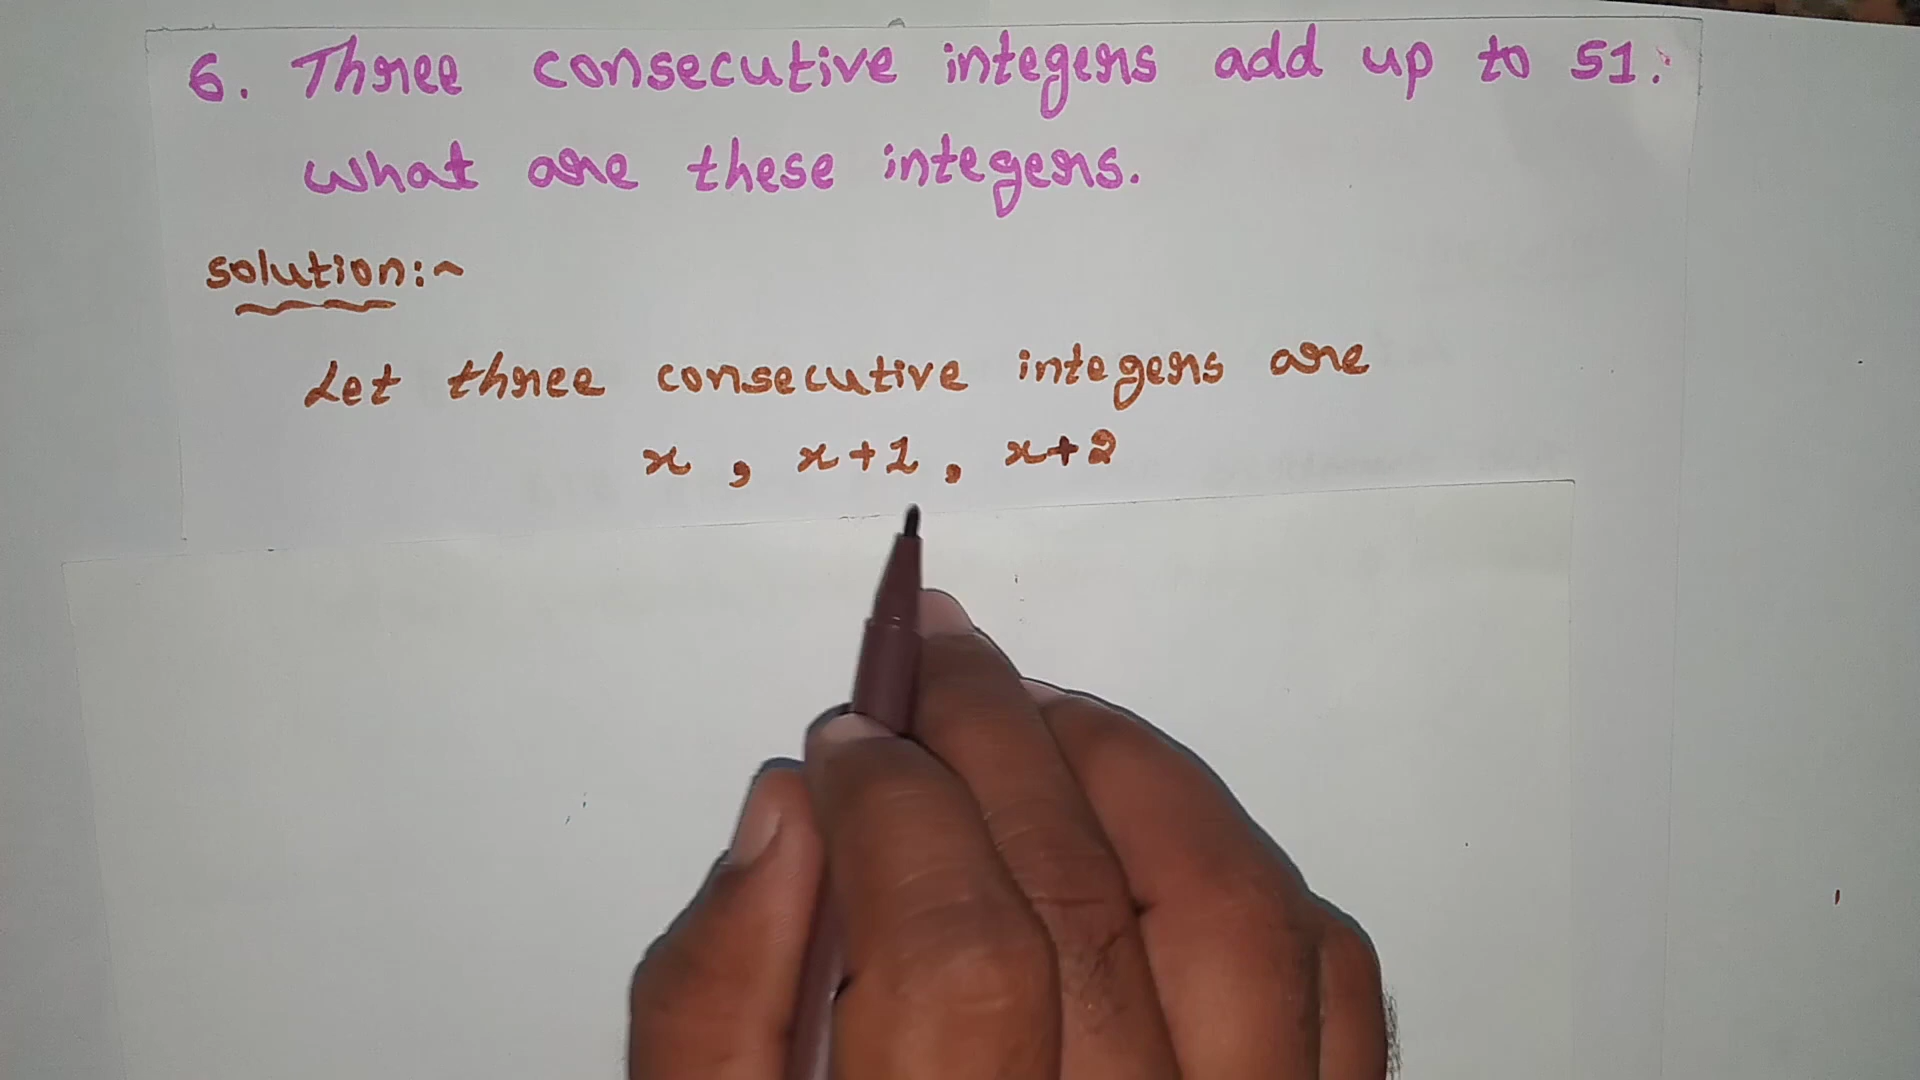 6. Three consecutive integers add up to 51.
what are these integers.
solution:~
Let three consecutive integers are
x , x+1 , x+2